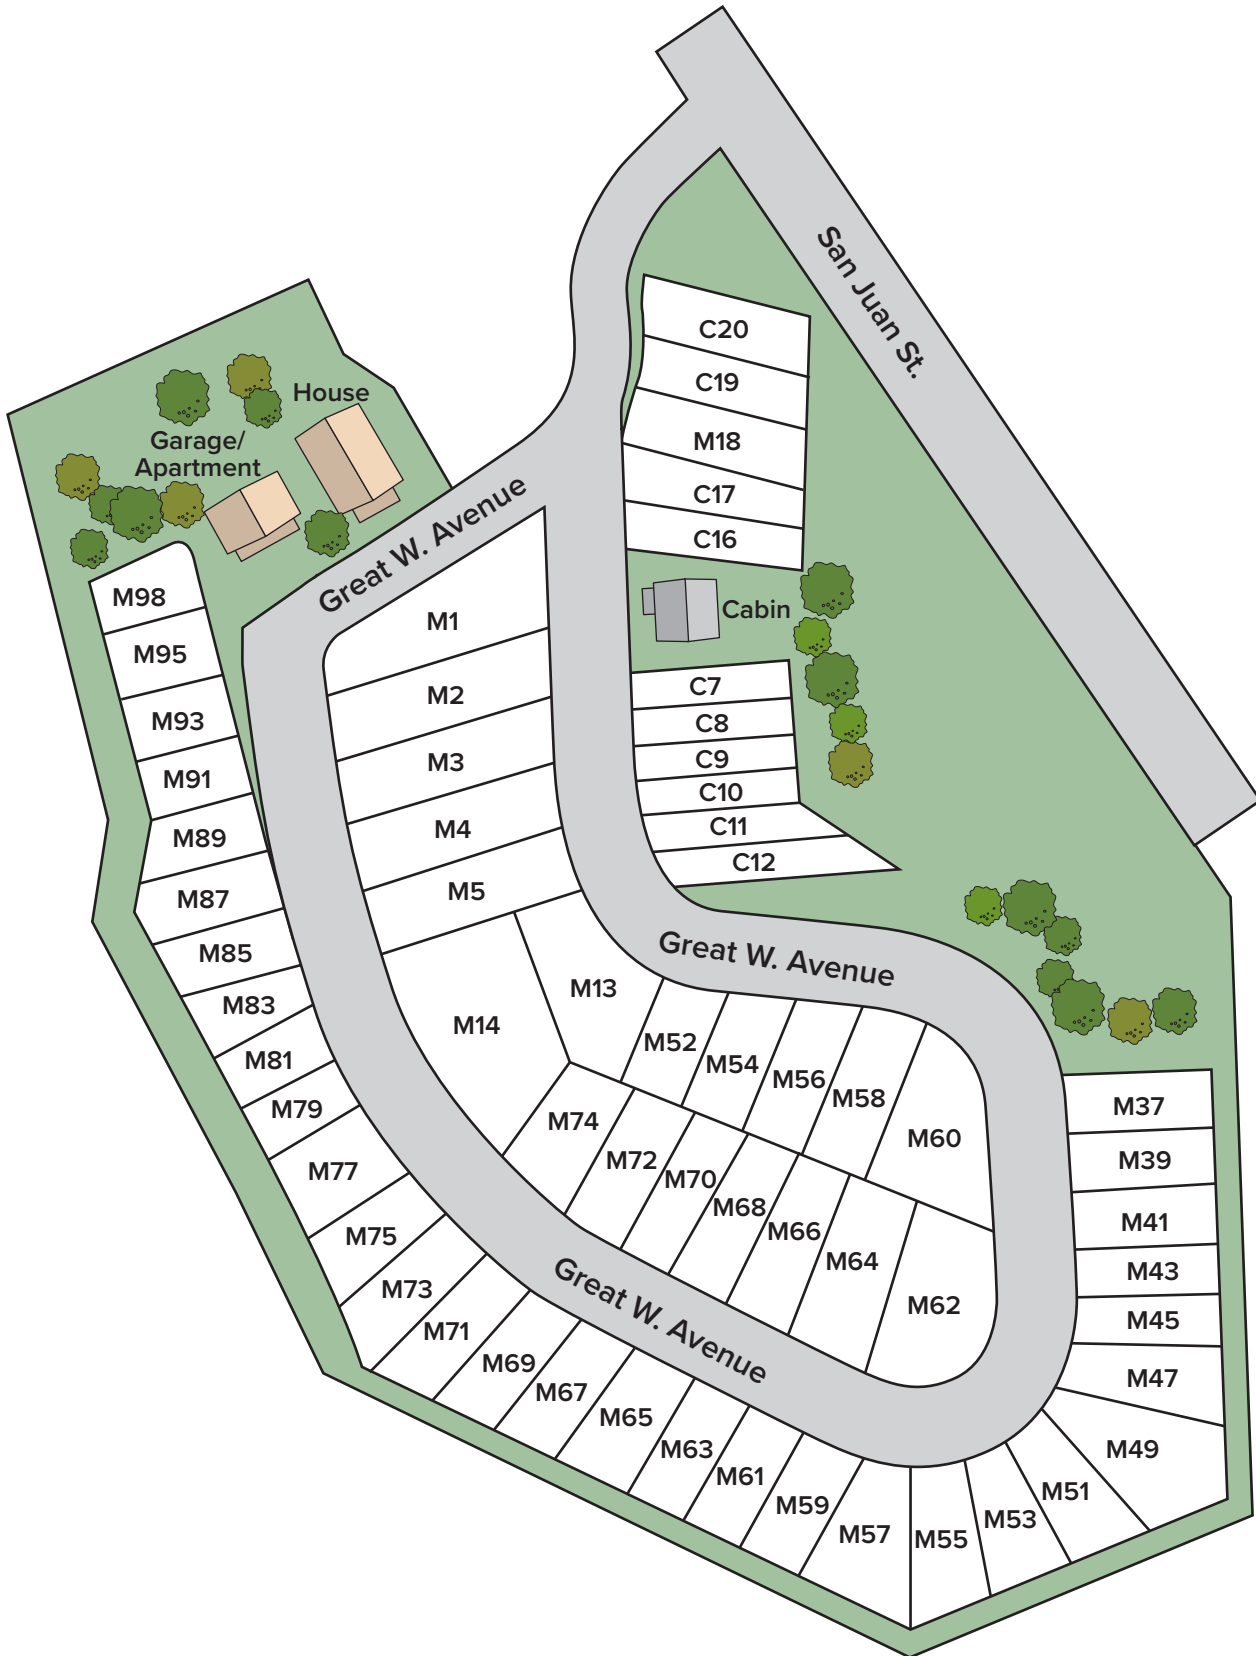 San Juan St.
C20
C19
M18
C17
C16
House
Garage/
Apartment
Great W. Avenue
Cabin
M98
M95
M93
M91
M89
M87
M85
M83
M81
M79
M77
M75
M73
M71
M69
M67
M65
M63
M61
M59
M57
M55
M53
M51
M49
M47
M45
M43
M41
M39
M37
M1
M2
M3
M4
M5
M13
M14
C7
C8
C9
C10
C11
C12
Great W. Avenue
M52
M54
M56
M58
M60
M74
M72
M70
M68
M66
M64
M62
Great W. Avenue